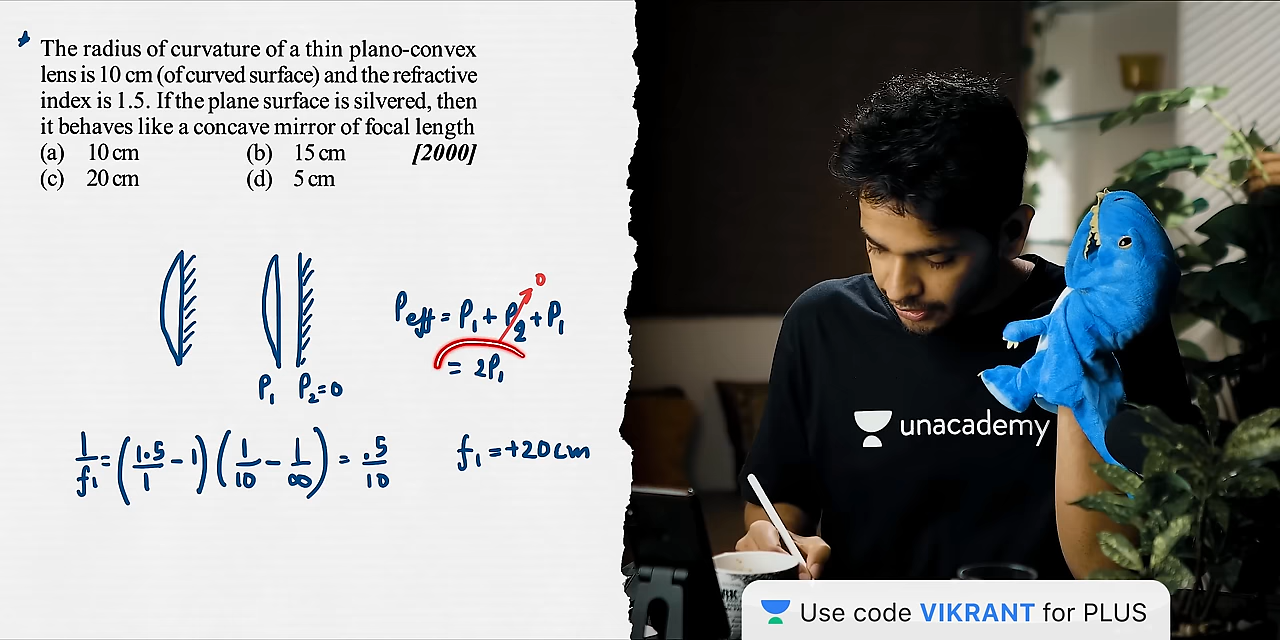 The radius of curvature of a thin plano-convex
lens is 10 cm (of curved surface) and the refractive
index is 1.5. If the plane surface is silvered, then
it behaves like a concave mirror of focal length
(a) 10 cm (b) 15 cm [2000]
(c) 20 cm (d) 5 cm
0
Peff = P₁ + P₂ + P₁
= 2P₁
P₁ P₂=0
1/f₁ = (1.5/1 - 1) (1/10 - 1/∞) = .5/10 f₁ = +20cm
unacademy
Use code VIKRANT for PLUS